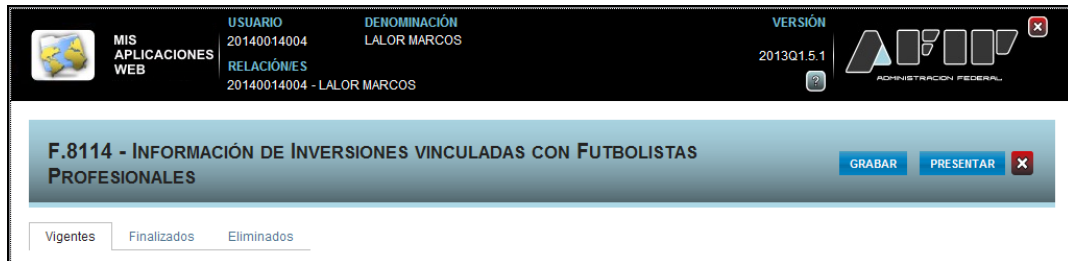 MIS
APLICACIONES
WEB
USUARIO
20140014004
RELACIÓN/ES
20140014004 - LALOR MARCOS
DENOMINACIÓN
LALOR MARCOS
VERSIÓN
2013Q1.5.1
?
AFIP
ADMINISTRACION FEDERAL
F.8114 - INFORMACIÓN DE INVERSIONES VINCULADAS CON FUTBOLISTAS
PROFESIONALES
GRABAR PRESENTAR
Vigentes Finalizados Eliminados